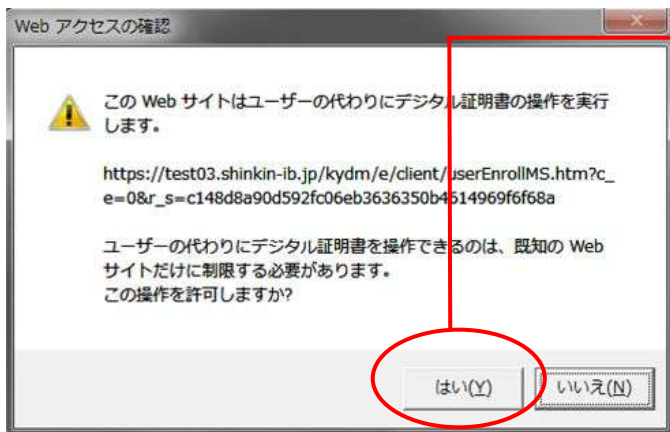 Web アクセスの確認
この Web サイトはユーザーの代わりにデジタル証明書の操作を実行
します。
https://test03.shinkin-ib.jp/kydm/e/client/userEnrollMS.htm?c_
e=0&r_s=c148d8a90d592fc06eb3636350b4614969f6f68a
ユーザーの代わりにデジタル証明書を操作できるのは、既知の Web
サイトだけに制限する必要があります。
この操作を許可しますか?
はい(Y)
いいえ(N)